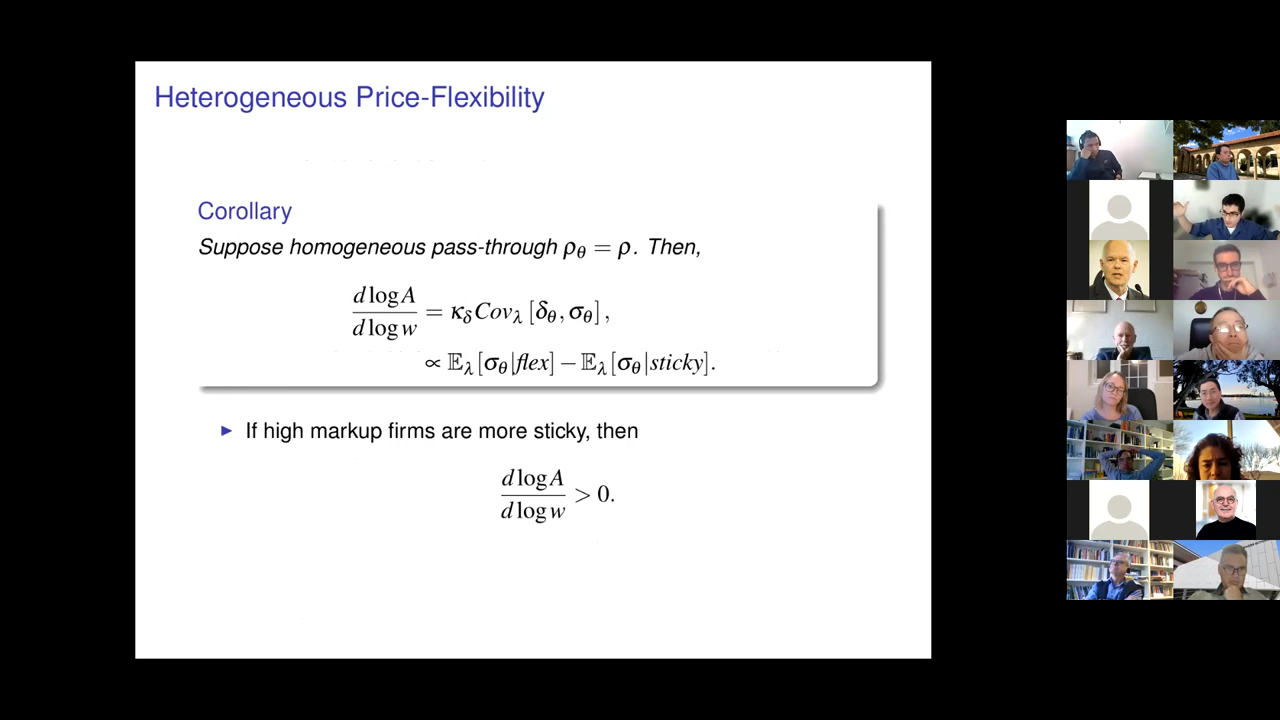 Heterogeneous Price-Flexibility
Corollary
Suppose homogeneous pass-through ρ_θ = ρ. Then,
d log A / d log w = κ_δ Cov_λ [δ_θ, σ_θ],
∝ 𝔼_λ[σ_θ|flex] − 𝔼_λ[σ_θ|sticky].
▶ If high markup firms are more sticky, then
d log A / d log w > 0.